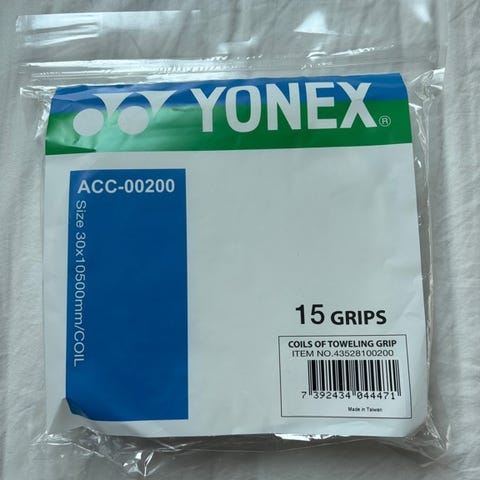 YONEX®
ACC-00200
Size 30x10500mm/COIL
15 GRIPS
COILS OF TOWELING GRIP
ITEM NO.43528100200
7 392434 044471
Made in Taiwan